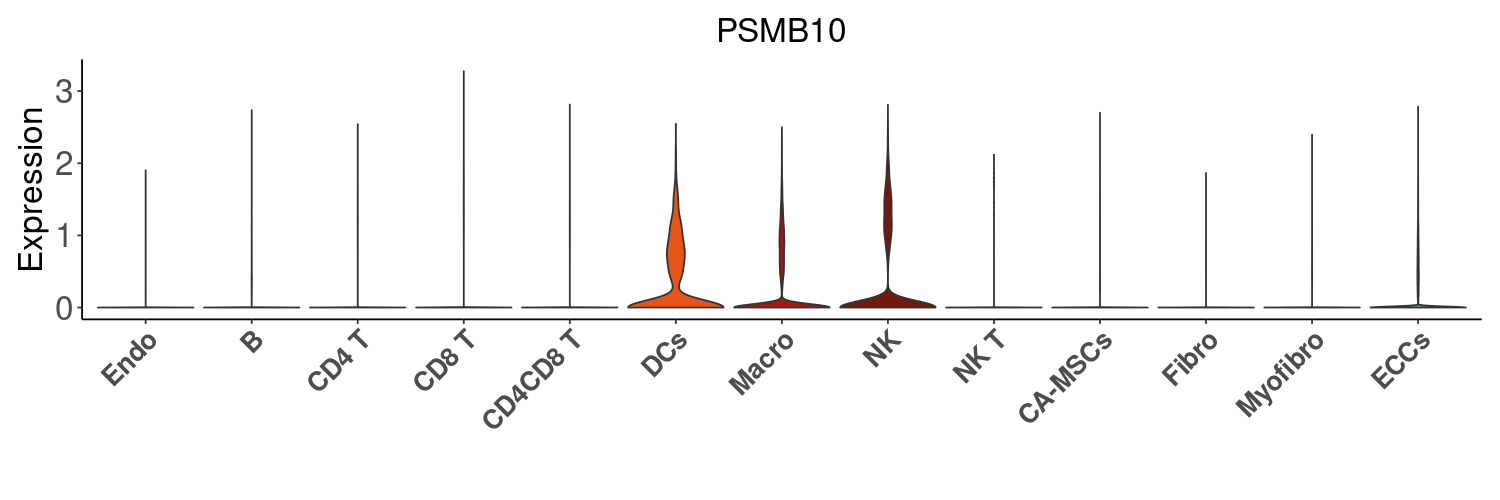 PSMB10
Expression
3
2
1
0
Endo
B
CD4 T
CD8 T
CD4CD8 T
DCs
Macro
NK
NK T
CA-MSCs
Fibro
Myofibro
ECCs